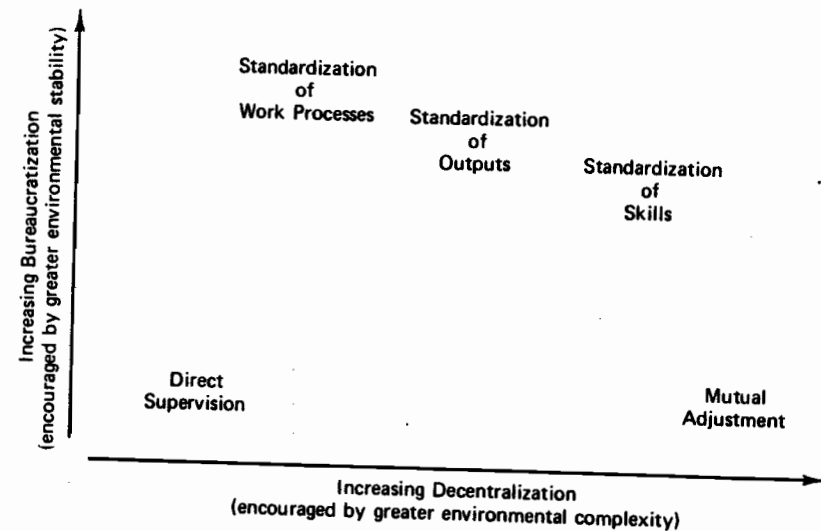 Increasing Bureaucratization
(encouraged by greater environmental stability)
Standardization
of
Work Processes
Standardization
of
Outputs
Standardization
of
Skills
Direct
Supervision
Mutual
Adjustment
Increasing Decentralization
(encouraged by greater environmental complexity)